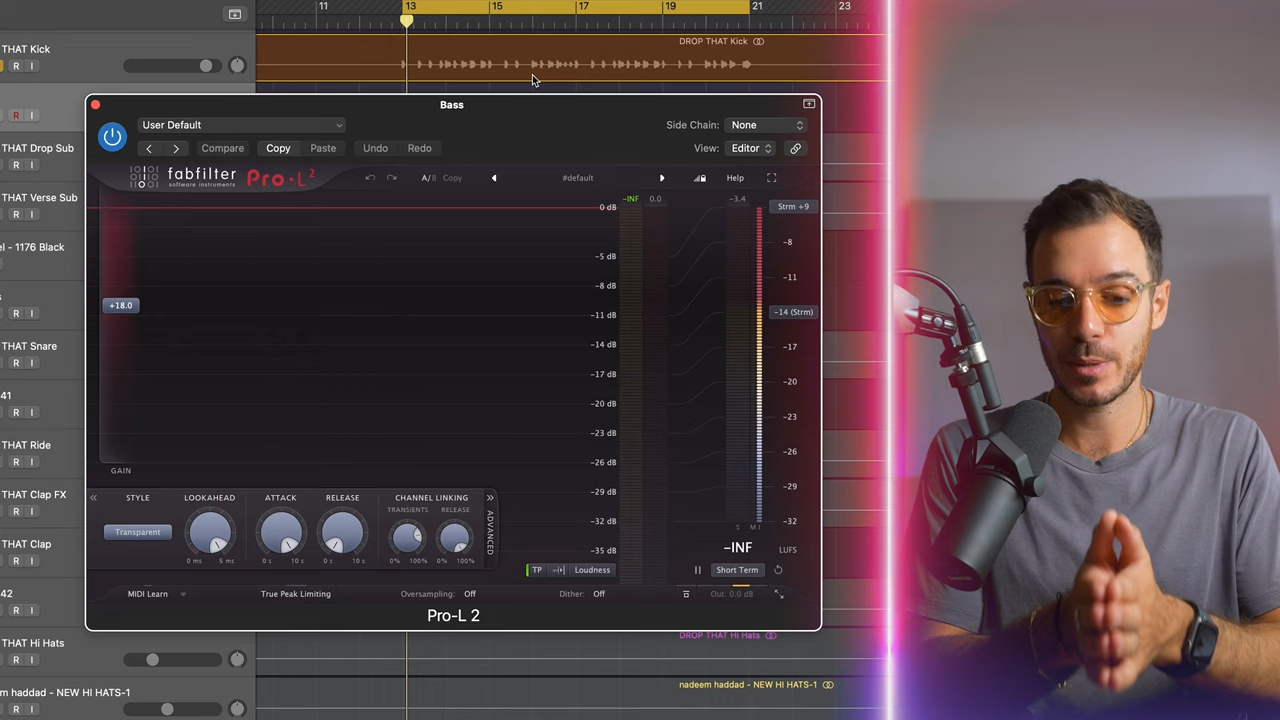 11 13 15 17 19 21 23
THAT Kick
DROP THAT Kick
R I
R I
THAT Drop Sub
R I
THAT Verse Sub
R I
el - 1176 Black
R I
R I
THAT Snare
R I
41
R I
THAT Ride
R I
THAT Clap FX
R I
THAT Clap
R I
42
R I
THAT Hi Hats
R I
DROP THAT Hi Hats
em haddad - NEW HI HATS-1
R I
nadeem haddad - NEW HI HATS-1
Bass
User Default
Side Chain: None
Compare Copy Paste Undo Redo
View: Editor
fabfilter
software instruments
Pro·L 2
A/B Copy
#default
Help
-INF 0.0 -3.4
Strm +9
0 dB
-5 dB
-8 dB
-11 dB
-14 dB
-17 dB
-20 dB
-23 dB
-26 dB
-29 dB
-32 dB
-35 dB
-8
-11
-14 (Strm)
-17
-20
-23
-26
-29
-32
+18.0
GAIN
S M I
-INF LUFS
Short Term
STYLE LOOKAHEAD ATTACK RELEASE CHANNEL LINKING
TRANSIENTS RELEASE
Transparent
0 ms 5 ms 0 s 10 s 0 s 10 s 0% 100% 0% 100%
ADVANCED
TP Loudness
MIDI Learn True Peak Limiting Oversampling: Off Dither: Off Out: 0.0 dB
Pro-L 2